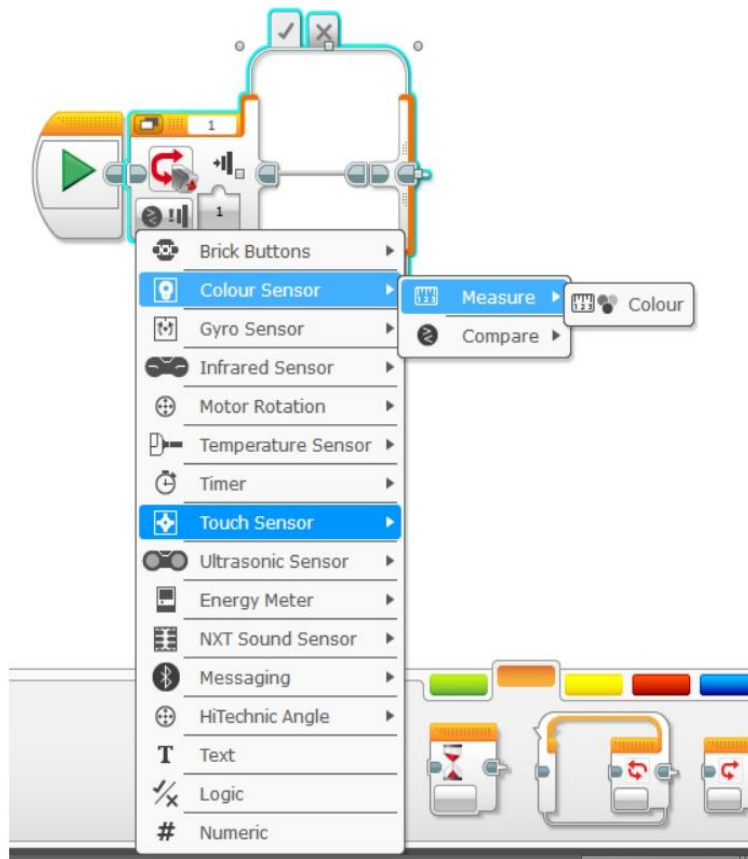 1
1
Brick Buttons
Colour Sensor
Measure
Colour
Gyro Sensor
Compare
Infrared Sensor
Motor Rotation
Temperature Sensor
Timer
Touch Sensor
Ultrasonic Sensor
Energy Meter
NXT Sound Sensor
Messaging
HiTechnic Angle
T Text
Logic
# Numeric